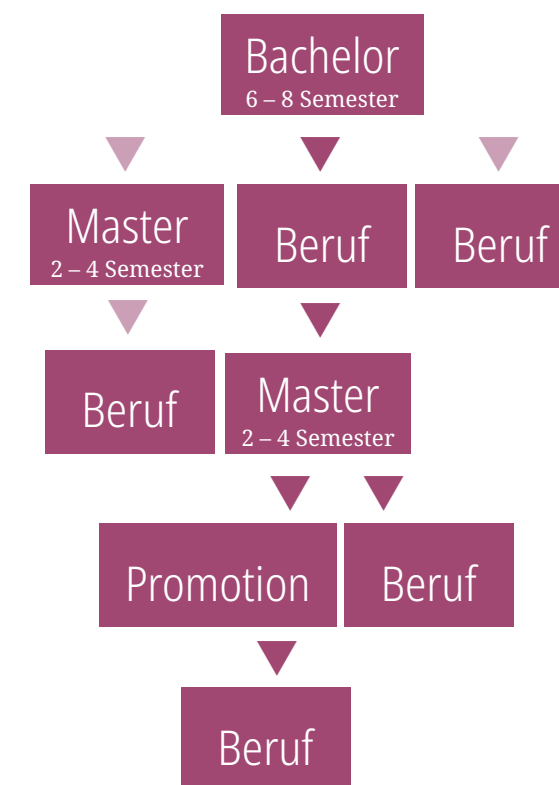 Bachelor
6 – 8 Semester
Master
2 – 4 Semester
Beruf
Beruf
Beruf
Master
2 – 4 Semester
Promotion
Beruf
Beruf